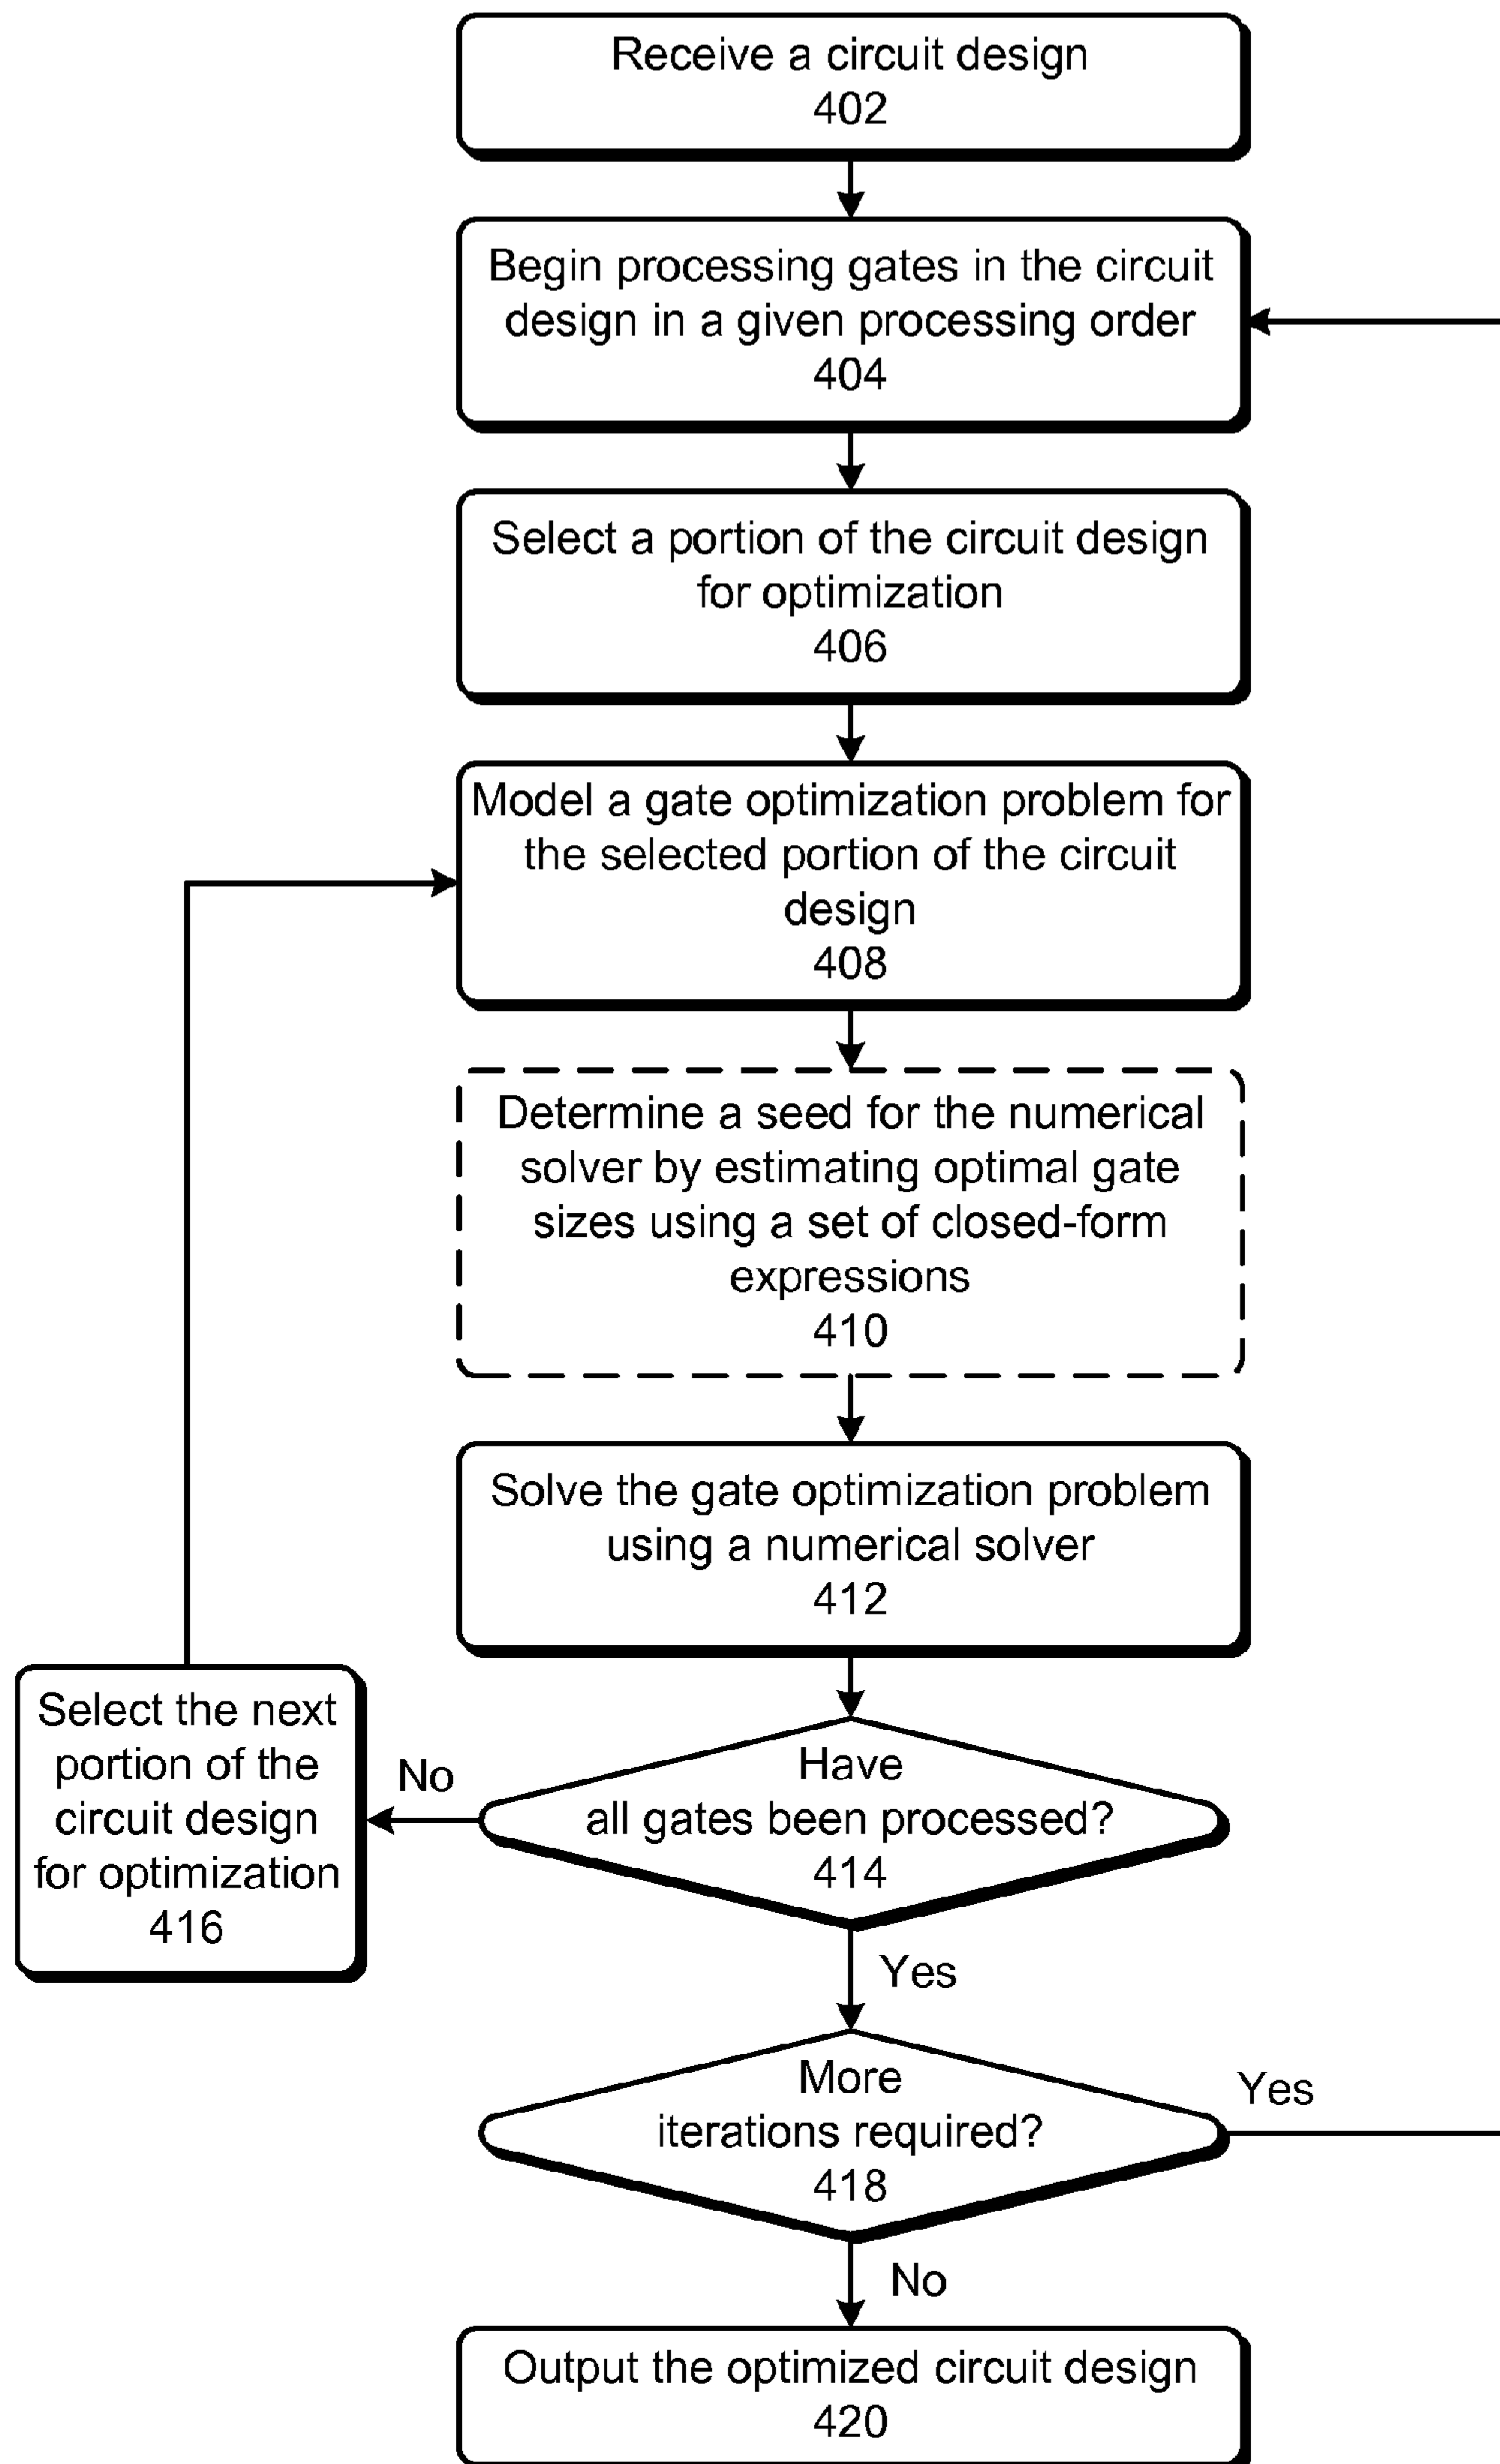 Receive a circuit design
402
Begin processing gates in the circuit
design in a given processing order
404
Select a portion of the circuit design
for optimization
406
Model a gate optimization problem for
the selected portion of the circuit
design
408
Determine a seed for the numerical
solver by estimating optimal gate
sizes using a set of closed-form
expressions
410
Solve the gate optimization problem
using a numerical solver
412
Select the next
portion of the
circuit design
for optimization
416
No
Have
all gates been processed?
414
Yes
More
iterations required?
418
Yes
No
Output the optimized circuit design
420